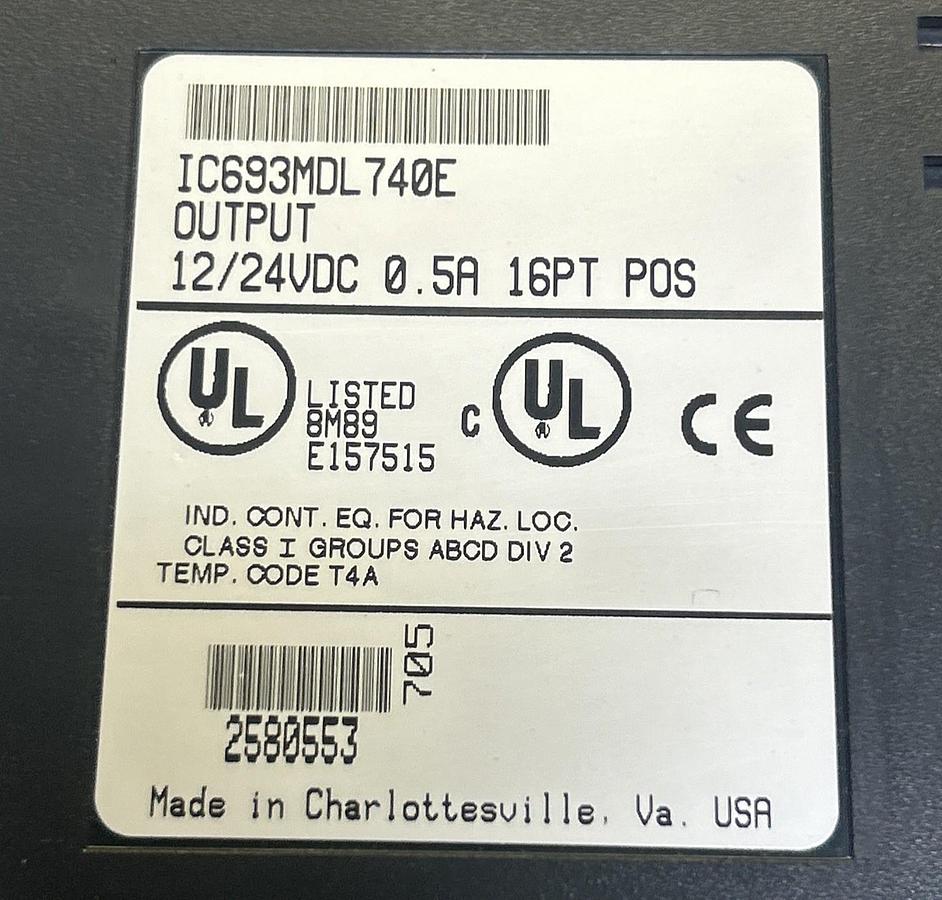 IC693MDL740E
OUTPUT
12/24VDC 0.5A 16PT POS
UL
LISTED
8M89
E157515
C UL
CE
IND. CONT. EQ. FOR HAZ. LOC.
CLASS I GROUPS ABCD DIV 2
TEMP. CODE T4A
705
2580553
Made in Charlottesville, Va. USA